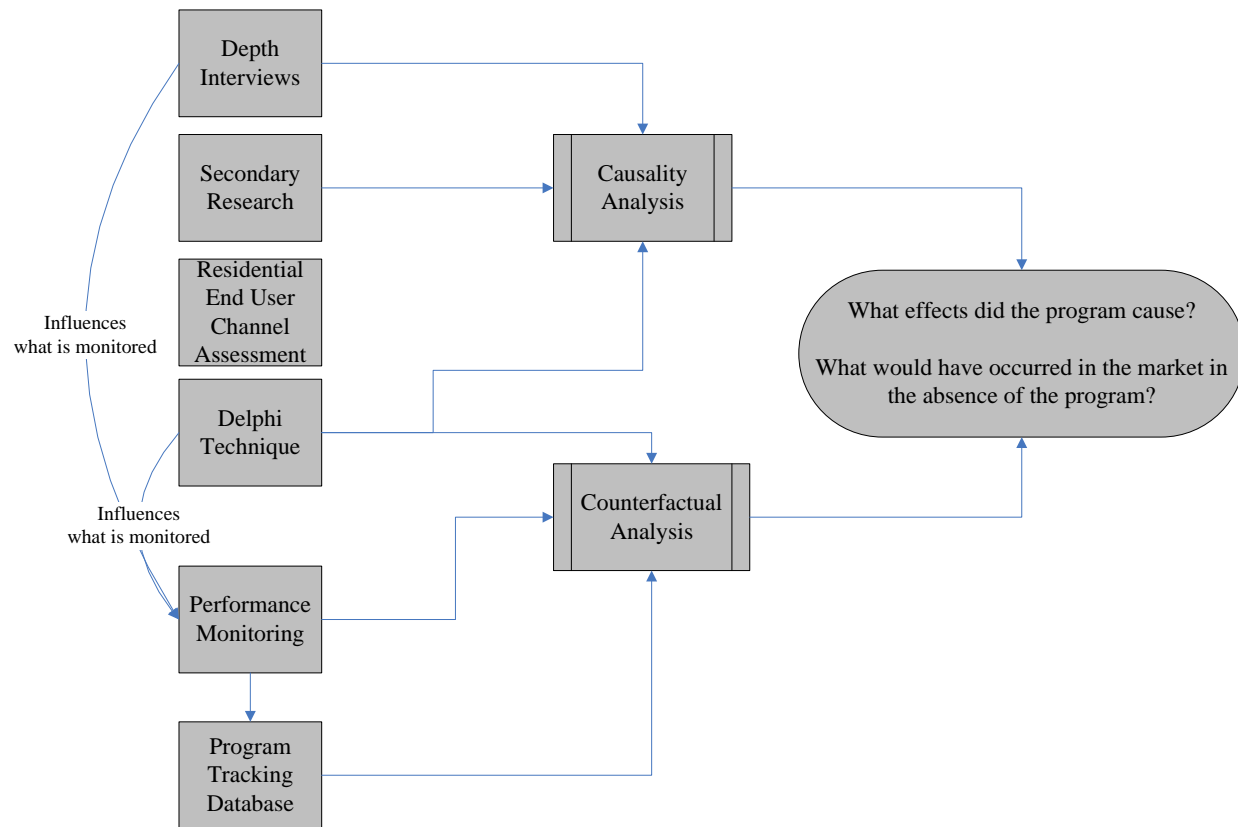 Depth
Interviews
Secondary
Research
Causality
Analysis
Residential
End User
Channel
Assessment
Influences
what is monitored
What effects did the program cause?
What would have occurred in the market in
the absence of the program?
Delphi
Technique
Influences
what is monitored
Counterfactual
Analysis
Performance
Monitoring
Program
Tracking
Database